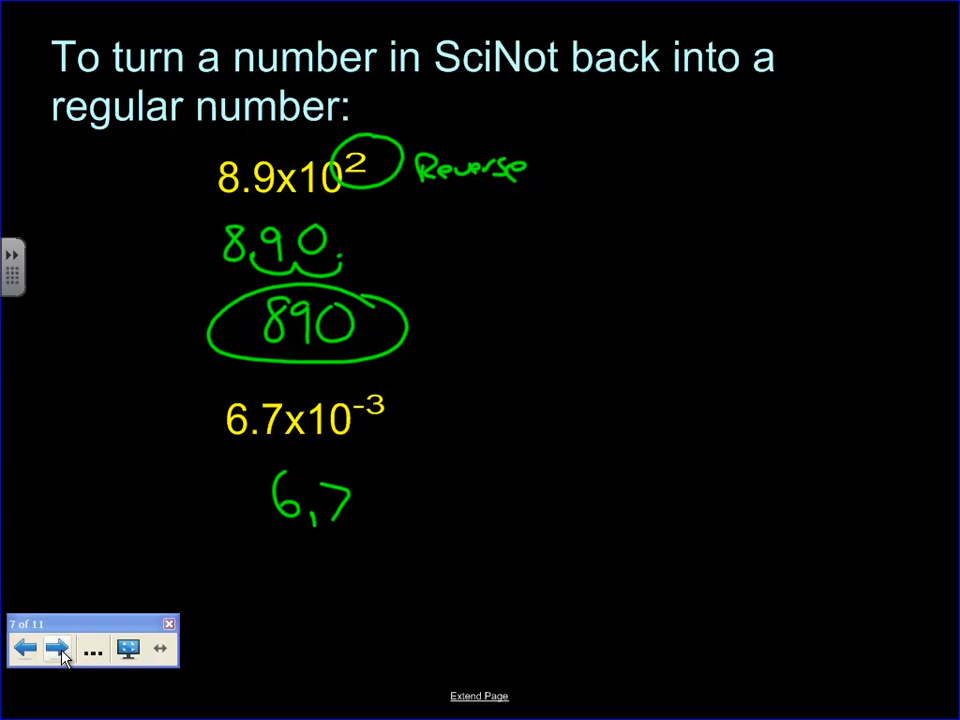 To turn a number in SciNot back into a
regular number:
8.9x10² Reverse
8.90.
890
6.7x10⁻³
6,7
7 of 11
...
Extend Page